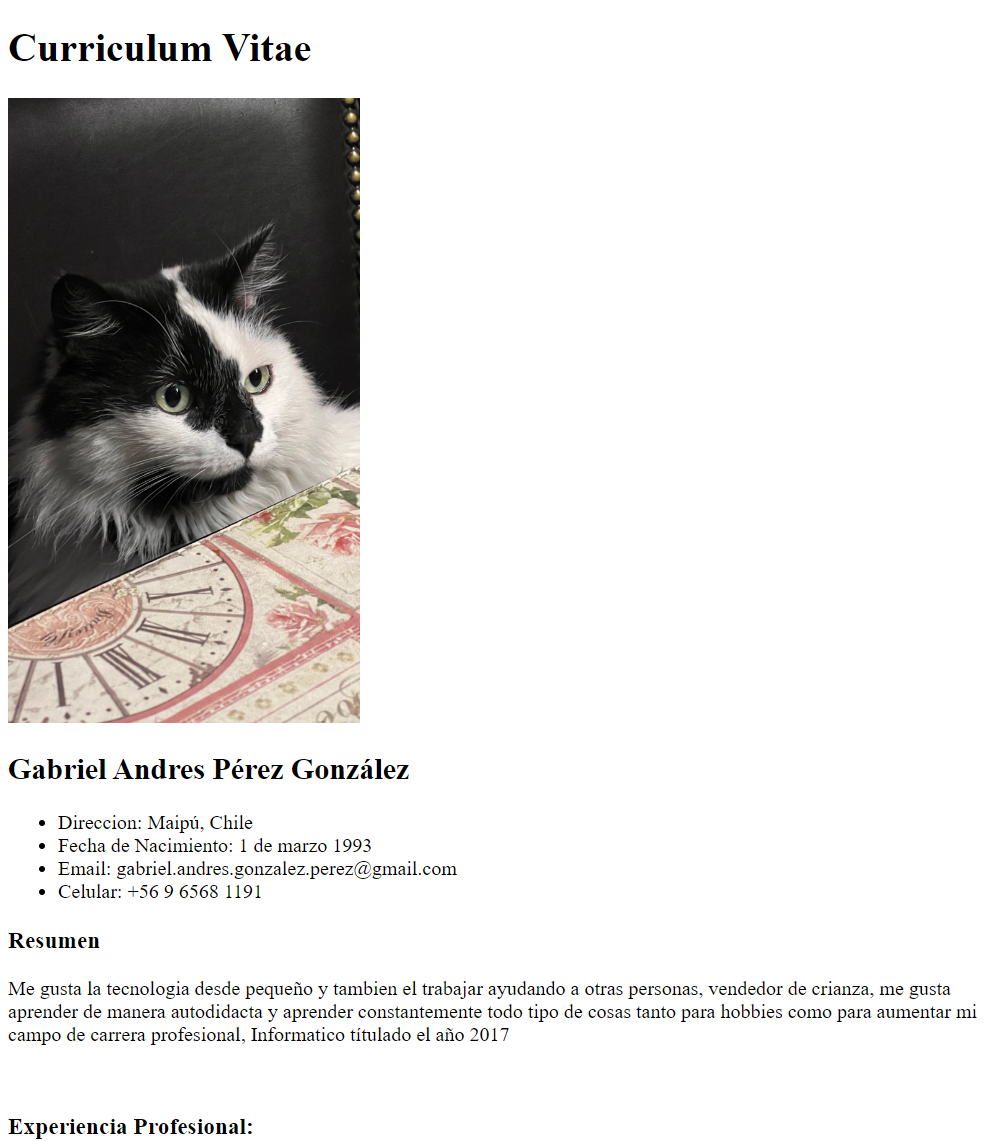 Curriculum Vitae
Gabriel Andres Pérez González
Direccion: Maipú, Chile
Fecha de Nacimiento: 1 de marzo 1993
Email: gabriel.andres.gonzalez.perez@gmail.com
Celular: +56 9 6568 1191
Resumen
Me gusta la tecnologia desde pequeño y tambien el trabajar ayudando a otras personas, vendedor de crianza, me gusta
aprender de manera autodidacta y aprender constantemente todo tipo de cosas tanto para hobbies como para aumentar mi
campo de carrera profesional, Informatico títulado el año 2017
Experiencia Profesional: